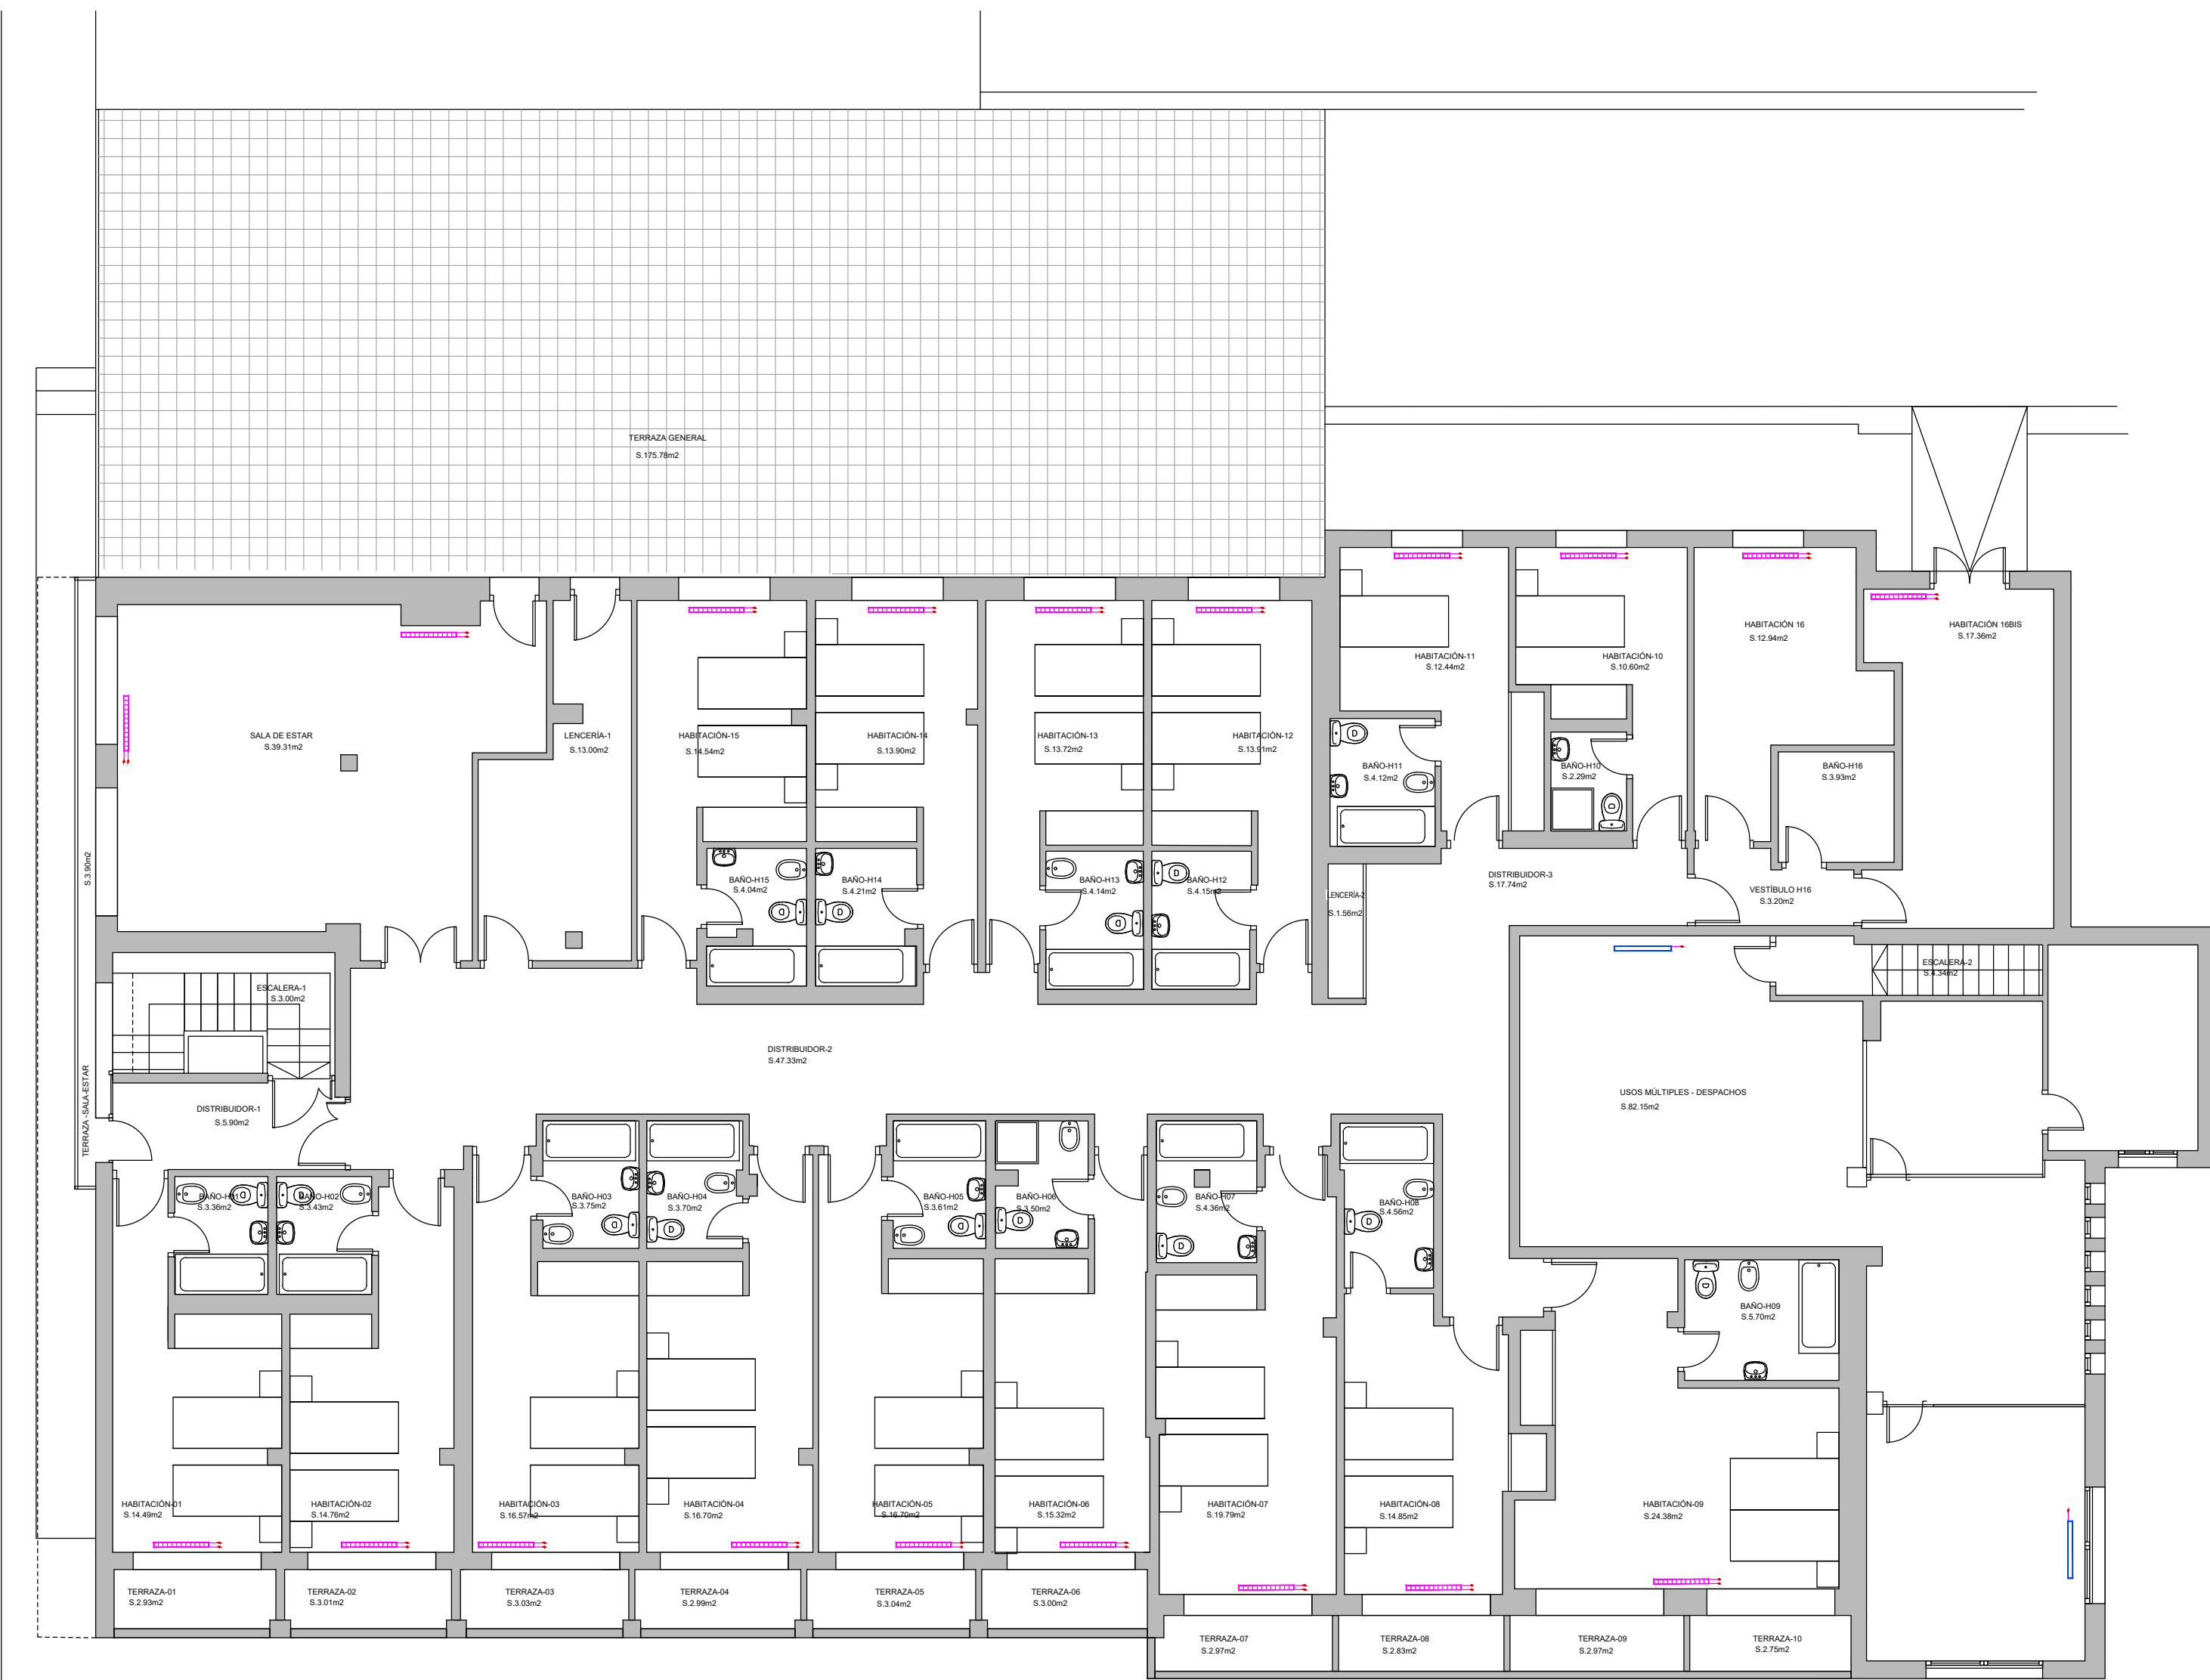 TERRAZA GENERAL
S.175.78m2
HABITACIÓN 16
S.12.94m2
HABITACIÓN 16BIS
S.17.36m2
HABITACIÓN-11
S.12.44m2
HABITACIÓN-10
S.10.60m2
SALA DE ESTAR
S.39.31m2
LENCERÍA-1
S.13.00m2
HABITACIÓN-15
S.14.54m2
HABITACIÓN-14
S.13.90m2
HABITACIÓN-13
S.13.72m2
HABITACIÓN-12
S.13.91m2
BAÑO-H11
S.4.12m2
BAÑO-H10
S.2.29m2
BAÑO-H16
S.3.93m2
S.3.90m2
TERRAZA -SALA-ESTAR
BAÑO-H15
S.4.04m2
BAÑO-H14
S.4.21m2
BAÑO-H13
S.4.14m2
BAÑO-H12
S.4.15m2
LENCERÍA-2
S.1.56m2
DISTRIBUIDOR-3
S.17.74m2
VESTÍBULO H16
S.3.20m2
ESCALERA-1
S.3.00m2
ESCALERA-2
S.4.34m2
DISTRIBUIDOR-2
S.47.33m2
DISTRIBUIDOR-1
S.5.90m2
USOS MÚLTIPLES - DESPACHOS
S.82.15m2
BAÑO-H01
S.3.36m2
BAÑO-H02
S.3.43m2
BAÑO-H03
S.3.75m2
BAÑO-H04
S.3.70m2
BAÑO-H05
S.3.61m2
BAÑO-H06
S.3.50m2
BAÑO-H07
S.4.36m2
BAÑO-H08
S.4.56m2
BAÑO-H09
S.5.70m2
HABITACIÓN-01
S.14.49m2
HABITACIÓN-02
S.14.76m2
HABITACIÓN-03
S.16.57m2
HABITACIÓN-04
S.16.70m2
HABITACIÓN-05
S.16.70m2
HABITACIÓN-06
S.15.32m2
HABITACIÓN-07
S.19.79m2
HABITACIÓN-08
S.14.85m2
HABITACIÓN-09
S.24.38m2
TERRAZA-01
S.2.93m2
TERRAZA-02
S.3.01m2
TERRAZA-03
S.3.03m2
TERRAZA-04
S.2.99m2
TERRAZA-05
S.3.04m2
TERRAZA-06
S.3.00m2
TERRAZA-07
S.2.97m2
TERRAZA-08
S.2.83m2
TERRAZA-09
S.2.97m2
TERRAZA-10
S.2.75m2